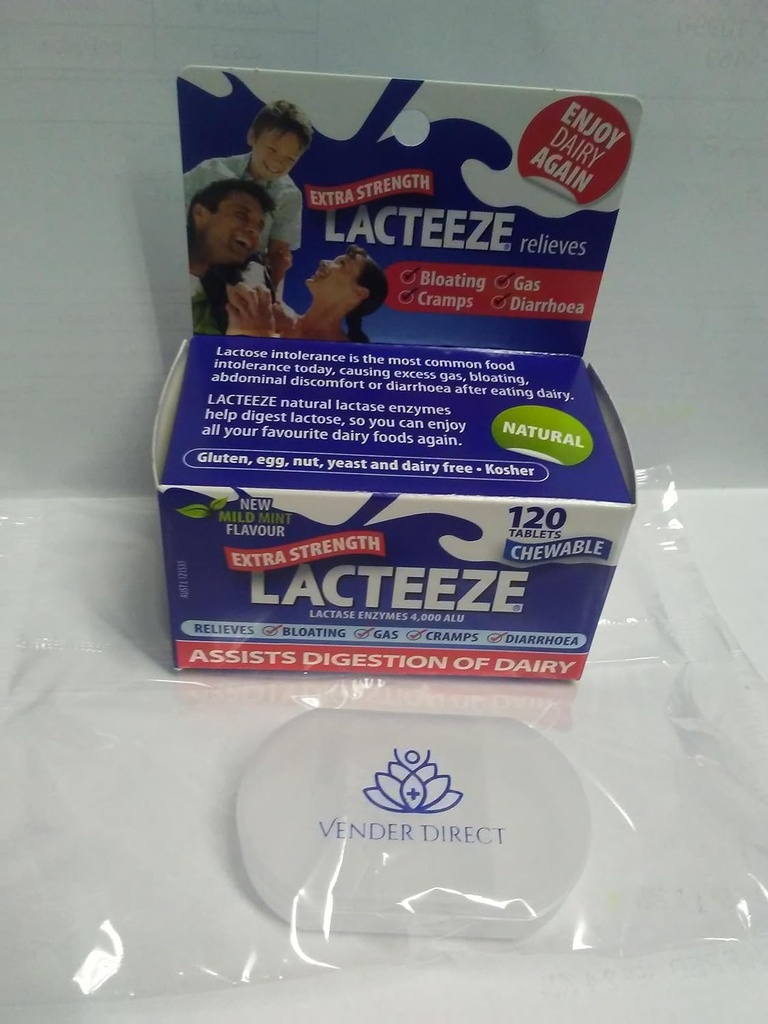 ENJOY
DAIRY
AGAIN
EXTRA STRENGTH
LACTEEZE® relieves
Bloating Gas
Cramps Diarrhoea
Lactose intolerance is the most common food
intolerance today, causing excess gas, bloating,
abdominal discomfort or diarrhoea after eating dairy.
LACTEEZE natural lactase enzymes
help digest lactose, so you can enjoy
all your favourite dairy foods again.
NATURAL
Gluten, egg, nut, yeast and dairy free • Kosher
NEW
MILD MINT
FLAVOUR
120
TABLETS
CHEWABLE
EXTRA STRENGTH
LACTEEZE®
LACTASE ENZYMES 4,000 ALU
RELIEVES BLOATING GAS CRAMPS DIARRHOEA
ASSISTS DIGESTION OF DAIRY
VENDER DIRECT